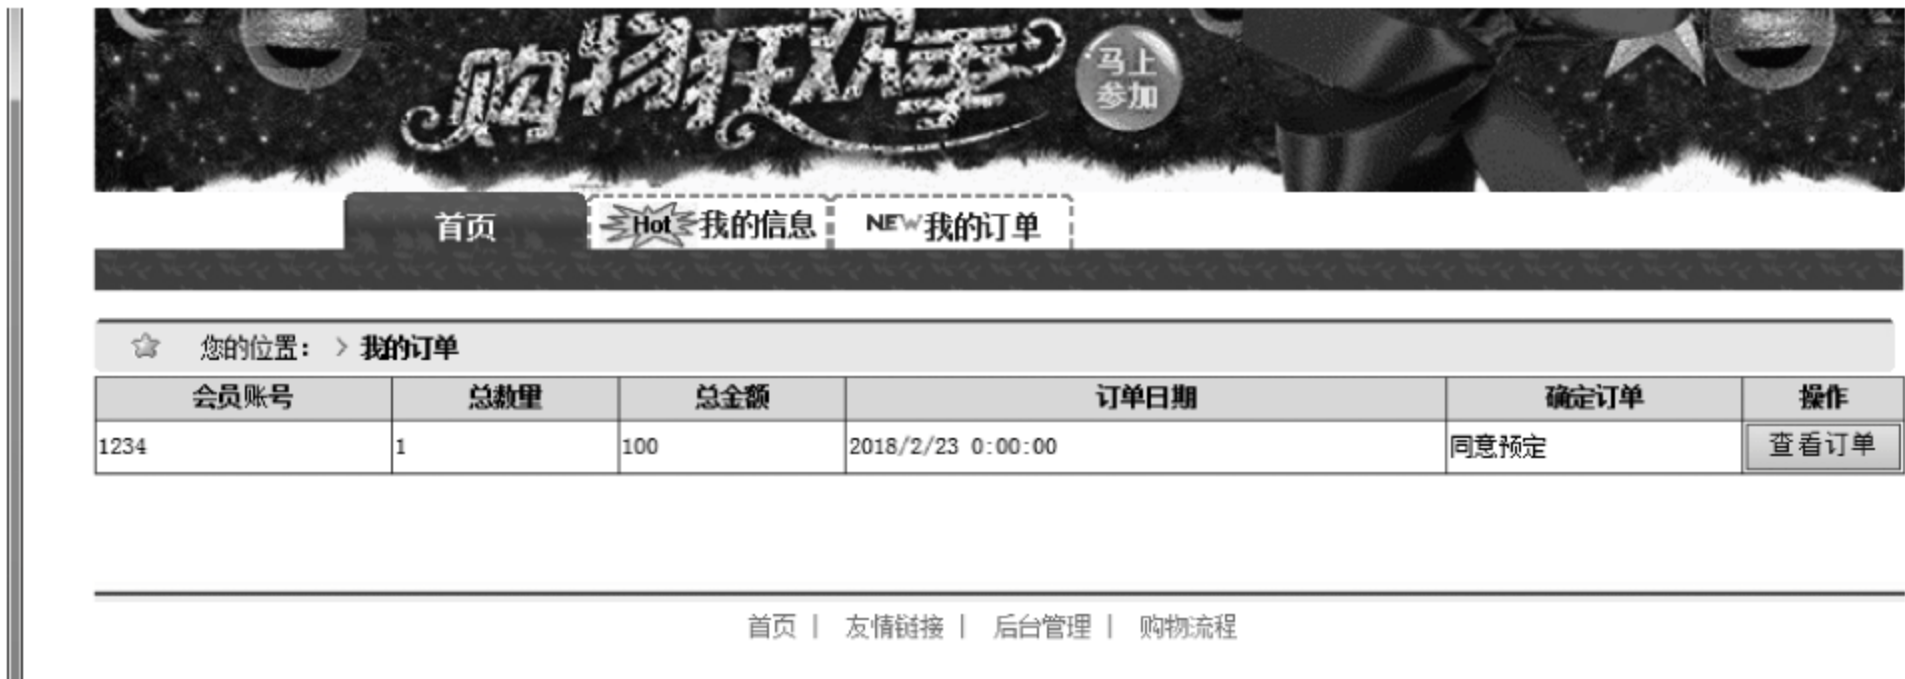 购物狂欢季
马上
参加
首页 Hot 我的信息 NEW 我的订单
您的位置： > 我的订单
会员账号 总数量 总金额 订单日期 确定订单 操作
1234 1 100 2018/2/23 0:00:00 同意预定 查看订单
首页 | 友情链接 | 后台管理 | 购物流程